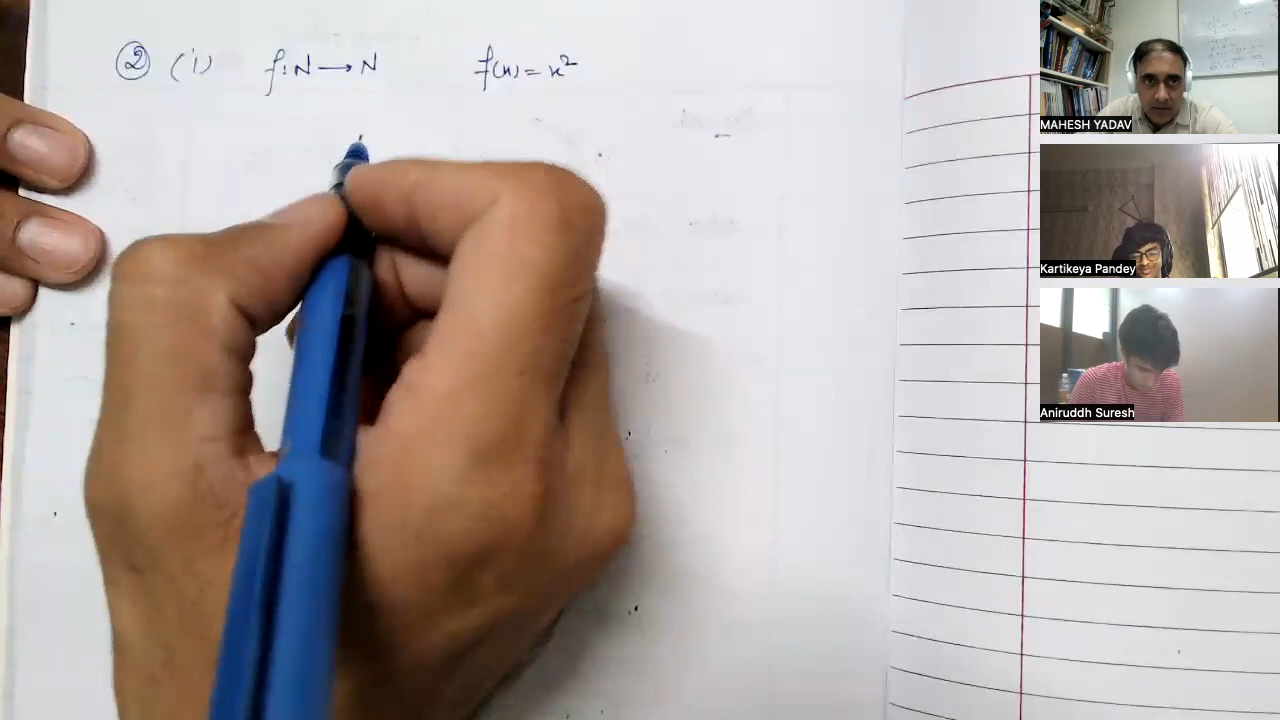 ② (i) f:N→N f(x)=x²
MAHESH YADAV
Kartikeya Pandey
Aniruddh Suresh